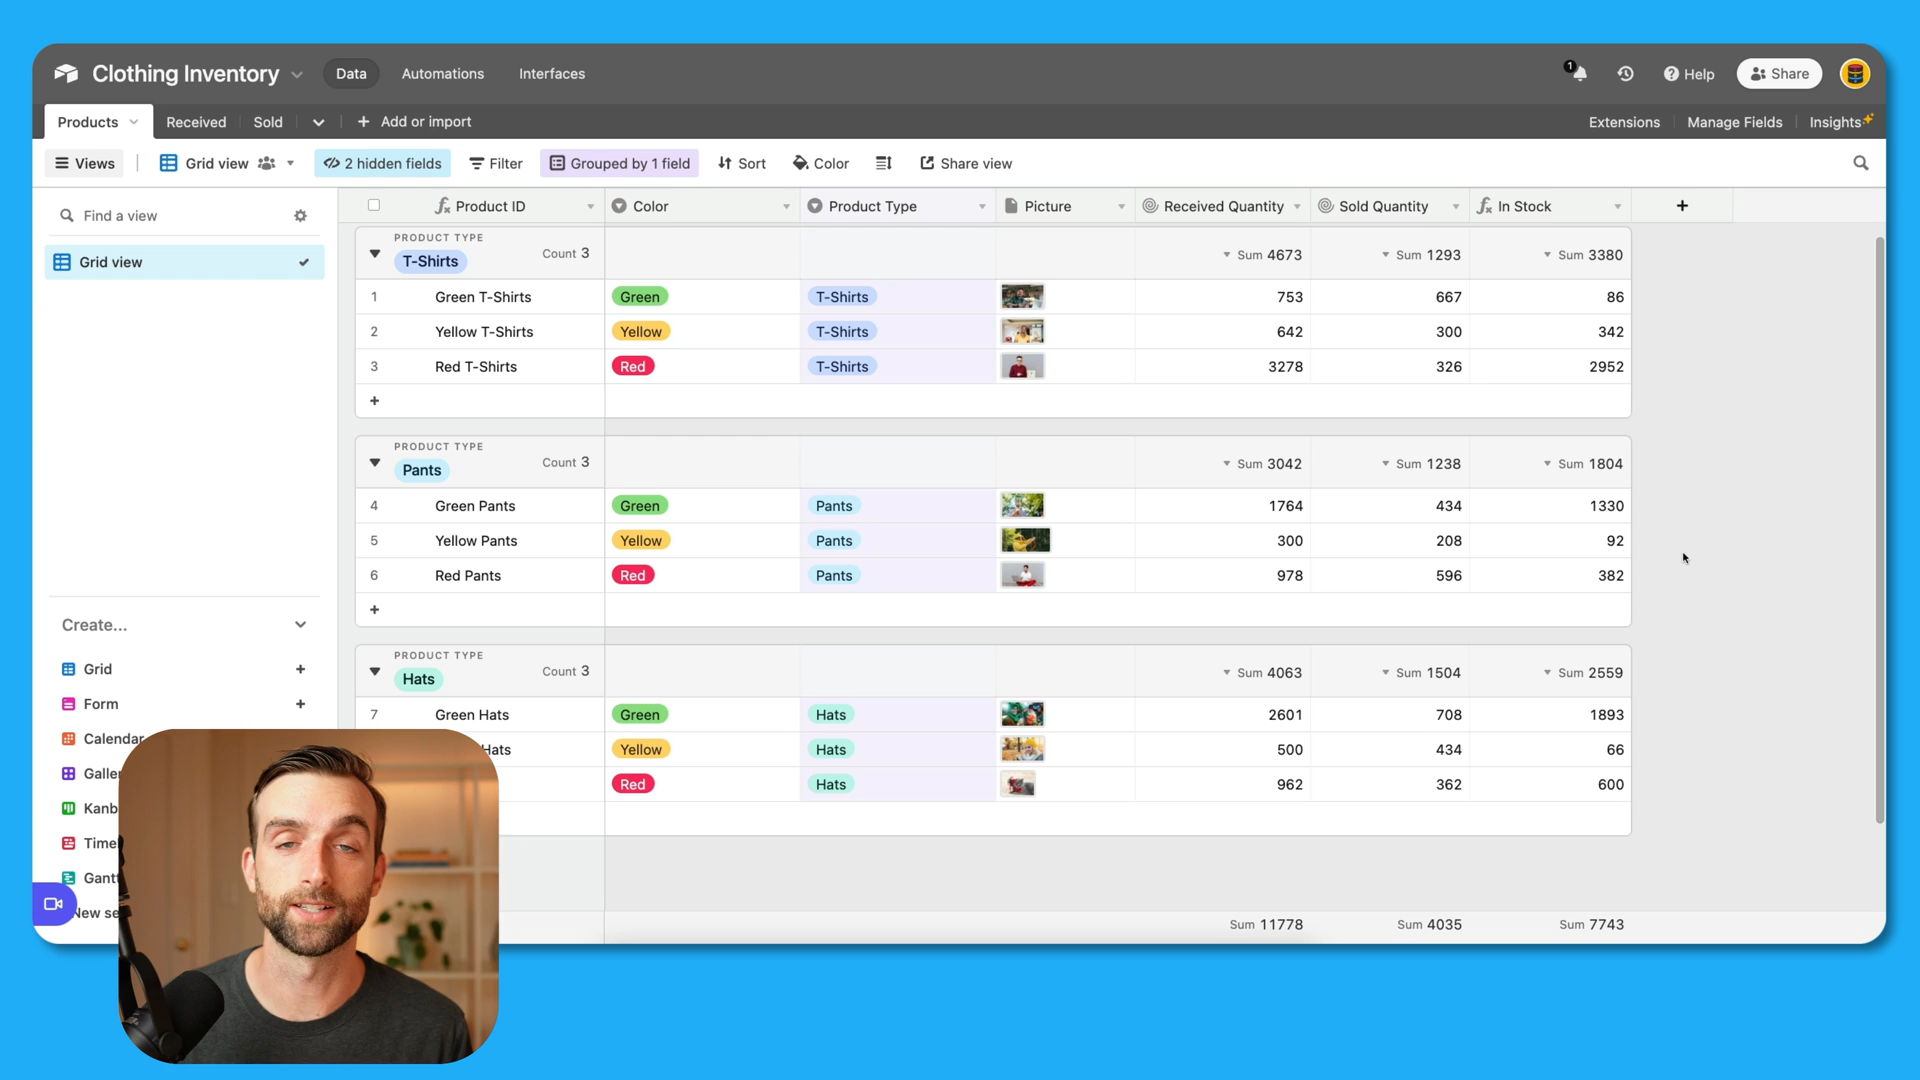 Clothing Inventory Data Automations Interfaces 1 Help Share
Products Received Sold Add or import Extensions Manage Fields Insights
Views Grid view 2 hidden fields Filter Grouped by 1 field Sort Color Share view
Find a view
Grid view
Create...
Grid
Form
Calendar
Galle
Kanb
Time
Gantt
New se
Product ID Color Product Type Picture Received Quantity Sold Quantity In Stock
PRODUCT TYPE
T-Shirts Count 3 Sum 4673 Sum 1293 Sum 3380
1 Green T-Shirts Green T-Shirts 753 667 86
2 Yellow T-Shirts Yellow T-Shirts 642 300 342
3 Red T-Shirts Red T-Shirts 3278 326 2952
+
PRODUCT TYPE
Pants Count 3 Sum 3042 Sum 1238 Sum 1804
4 Green Pants Green Pants 1764 434 1330
5 Yellow Pants Yellow Pants 300 208 92
6 Red Pants Red Pants 978 596 382
+
PRODUCT TYPE
Hats Count 3 Sum 4063 Sum 1504 Sum 2559
7 Green Hats Green Hats 2601 708 1893
Hats Yellow Hats 500 434 66
Red Hats 962 362 600
Sum 11778 Sum 4035 Sum 7743